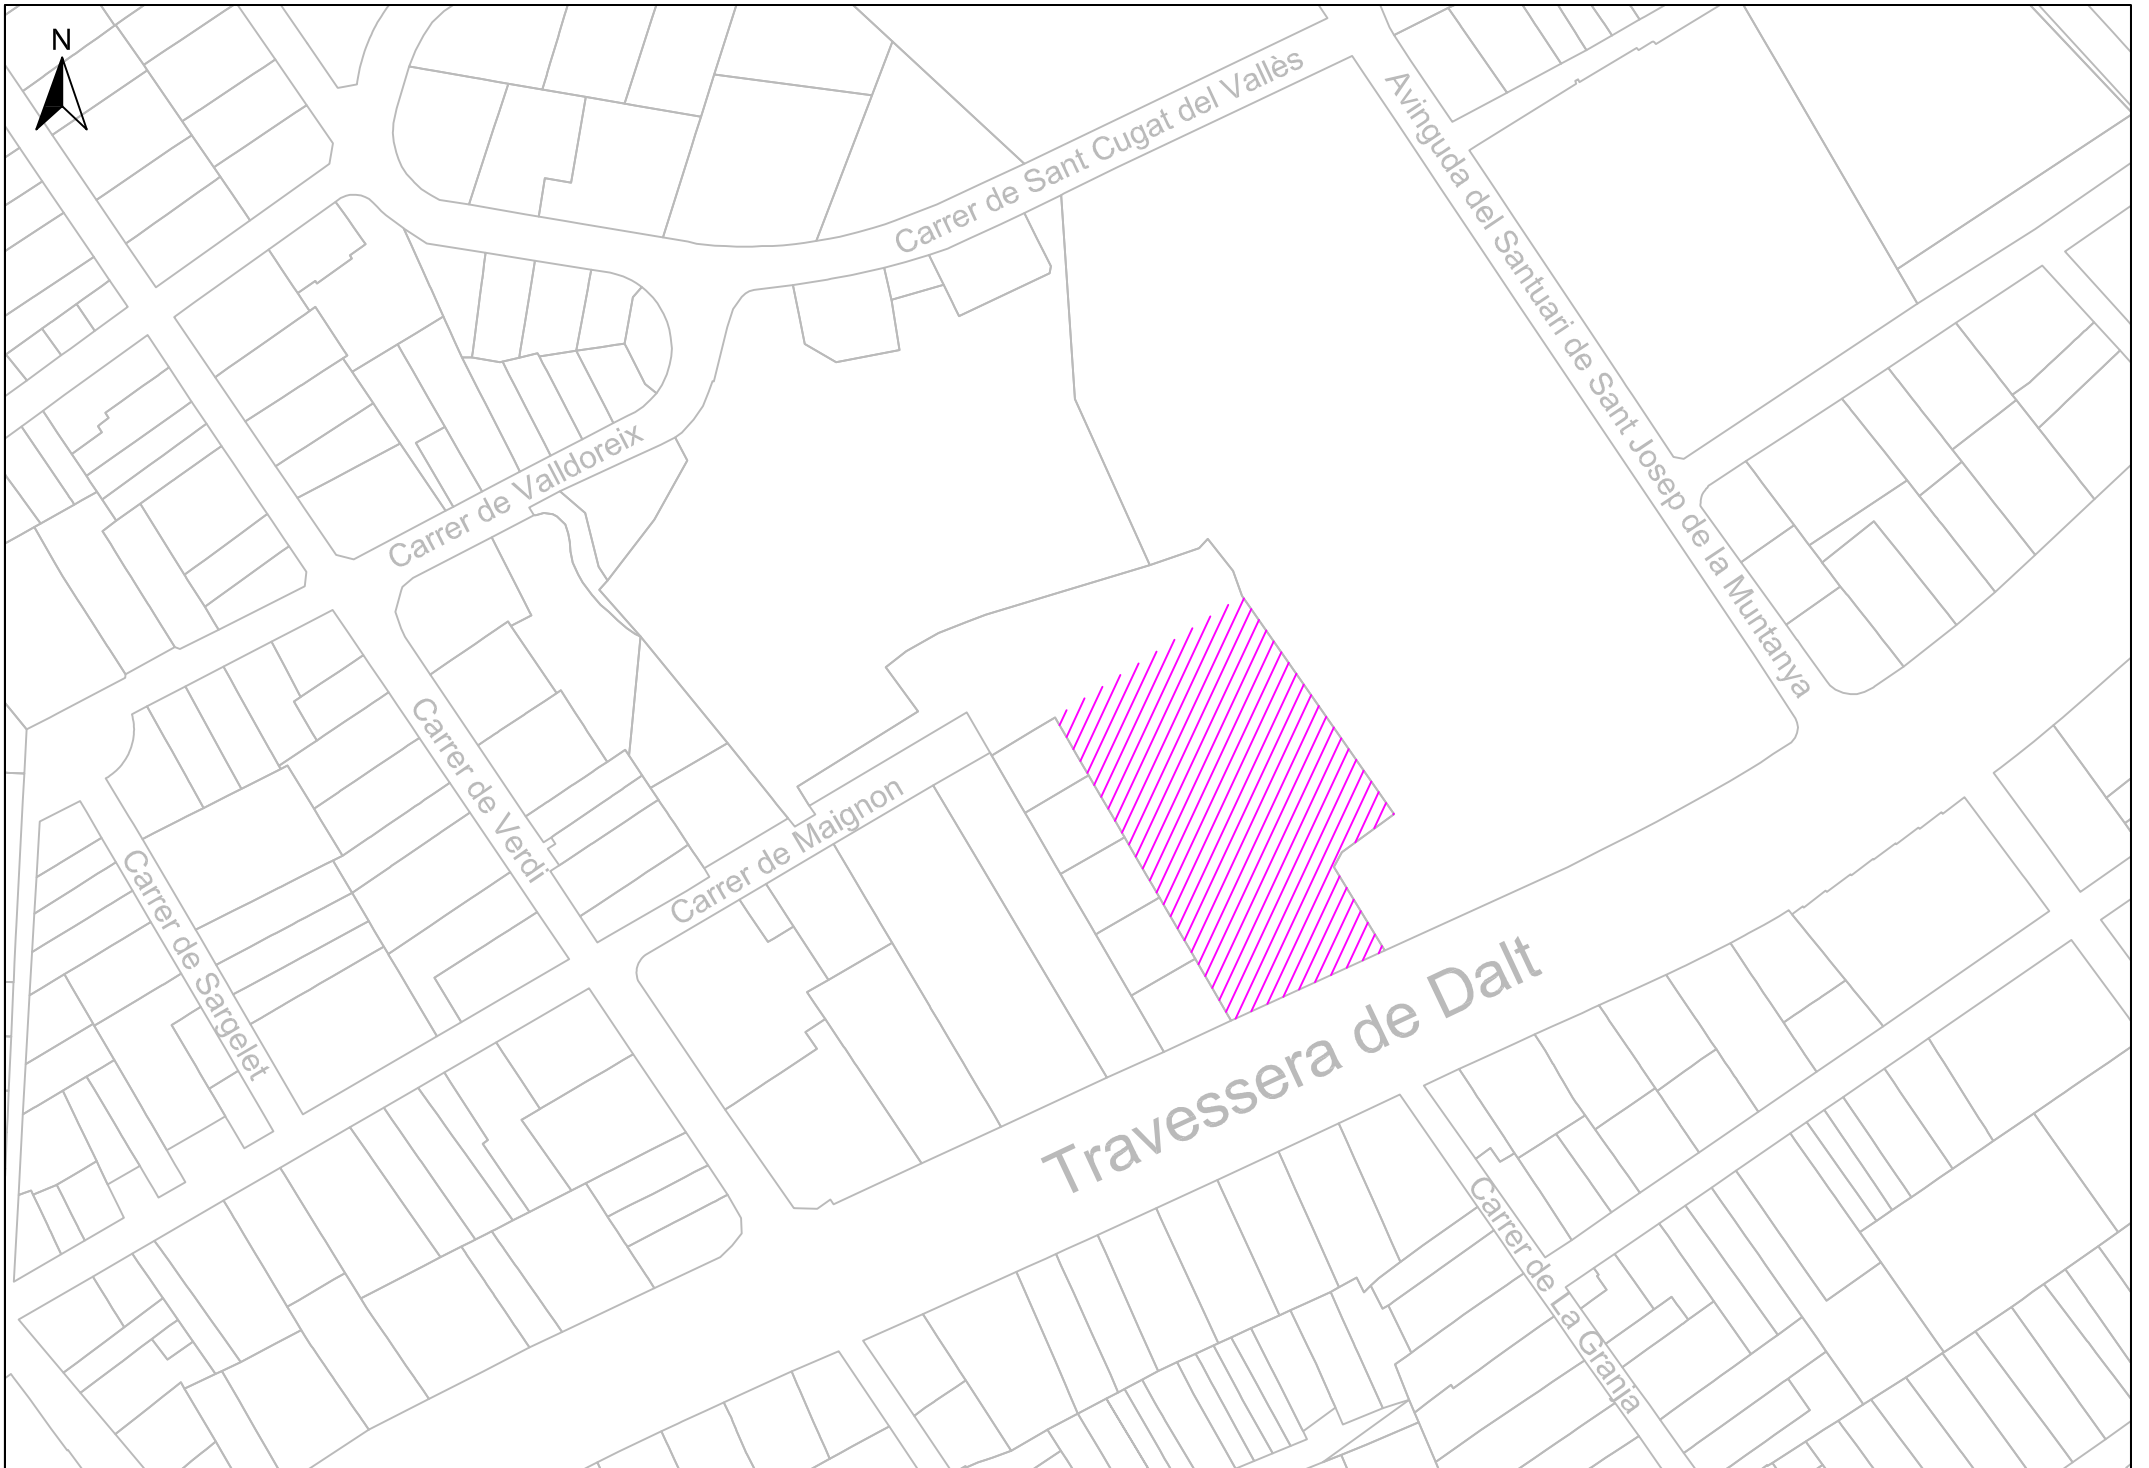 N
Carrer de Sant Cugat del Vallès
Avinguda del Santuari de Sant Josep de la Muntanya
Carrer de Valldoreix
Carrer de Verdi
Carrer de Maignon
Carrer de Sargelet
Travessera de Dalt
Carrer de La Granja